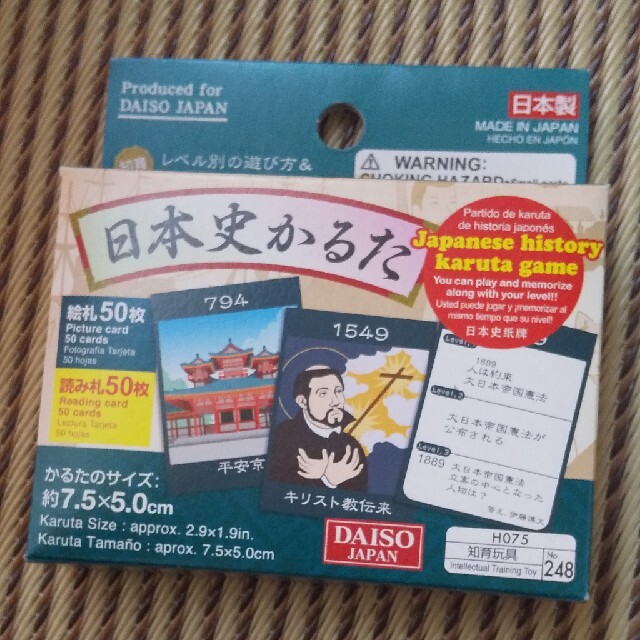 Produced for
DAISO JAPAN
日本製
MADE IN JAPAN
HECHO EN JAPÓN
レベル別の遊び方&
WARNING:
CHOKING HAZARD
日本史かるた
Partido de karuta
de historia japonés
Japanese history
karuta game
You can play and memorize
along with your level!!
Usted puede jugar y ¡memorizar al
mismo tiempo que su nivel!!
日本史纸牌
絵札50枚
Picture card
50 cards
Fotografía Tarjeta
50 hojas
読み札50枚
Reading card
50 cards
Lectura Tarjeta
50 hojas
794
平安京
1549
キリスト教伝来
Level 1
1889
人は約束
大日本帝国憲法
Level 2
大日本帝国憲法が
公布される
Level 3
1889
大日本帝国憲法
立案の中心となった
人物は?
答え.伊藤博文
かるたのサイズ:
約7.5×5.0cm
Karuta Size : approx. 2.9x1.9in.
Karuta Tamaño : aprox. 7.5x5.0cm
DAISO
JAPAN
H075
知育玩具
Intellectual Training Toy
No
248